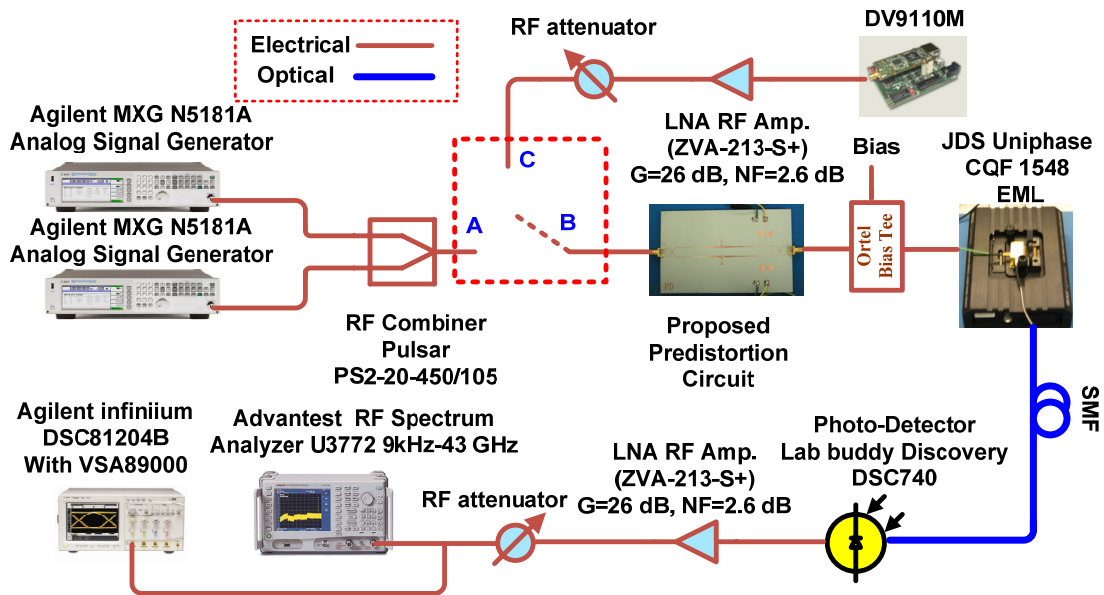 Electrical
Optical
RF attenuator
DV9110M
Agilent MXG N5181A
Analog Signal Generator
LNA RF Amp.
(ZVA-213-S+)
G=26 dB, NF=2.6 dB
Bias
JDS Uniphase
CQF 1548
EML
C
A
B
Agilent MXG N5181A
Analog Signal Generator
Ortel
Bias Tee
RF Combiner
Pulsar
PS2-20-450/105
Proposed
Predistortion
Circuit
SMF
Agilent infiniium
DSC81204B
With VSA89000
Advantest RF Spectrum
Analyzer U3772 9kHz-43 GHz
RF attenuator
LNA RF Amp.
(ZVA-213-S+)
G=26 dB, NF=2.6 dB
Photo-Detector
Lab buddy Discovery
DSC740